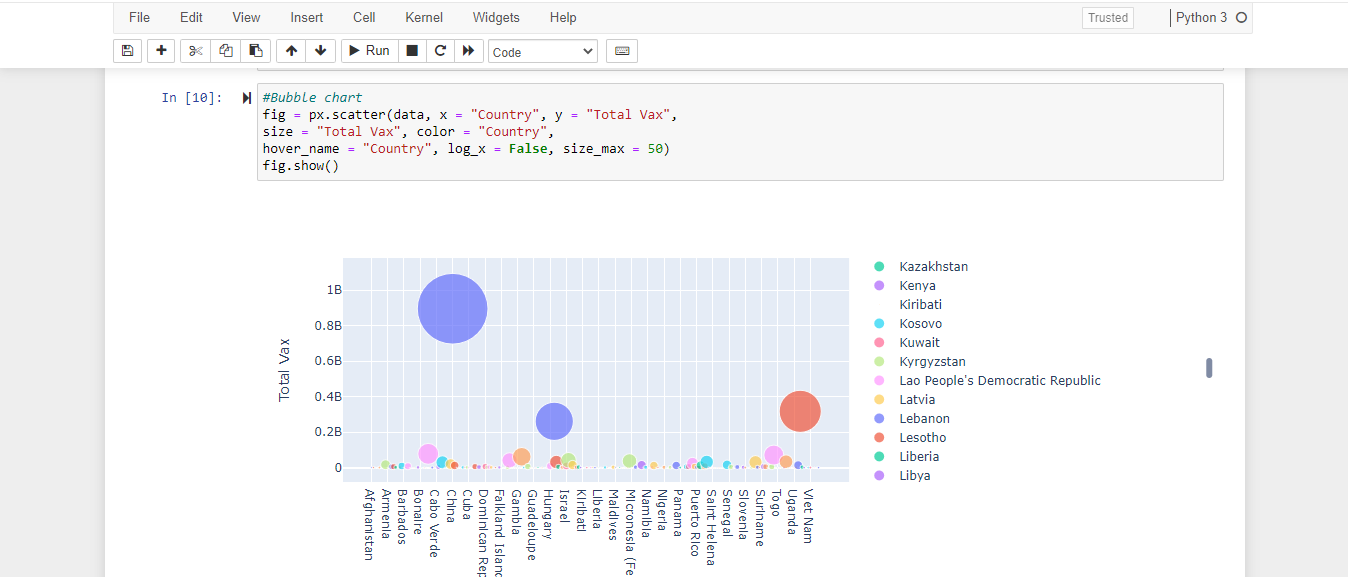 File Edit View Insert Cell Kernel Widgets Help Trusted Python 3
Run Code
In [10]: #Bubble chart
fig = px.scatter(data, x = "Country", y = "Total Vax",
size = "Total Vax", color = "Country",
hover_name = "Country", log_x = False, size_max = 50)
fig.show()
1B
0.8B
0.6B
0.4B
0.2B
0
Total Vax
Afghanistan
Armenia
Barbados
Bonaire
Cabo Verde
China
Cuba
Dominican Rep
Falkland Island
Gambia
Guadeloupe
Hungary
Israel
Kiribati
Liberia
Maldives
Micronesia (Fe
Namibia
Nigeria
Panama
Puerto Rico
Saint Helena
Senegal
Slovenia
Suriname
Togo
Uganda
Viet Nam
Kazakhstan
Kenya
Kiribati
Kosovo
Kuwait
Kyrgyzstan
Lao People's Democratic Republic
Latvia
Lebanon
Lesotho
Liberia
Libya